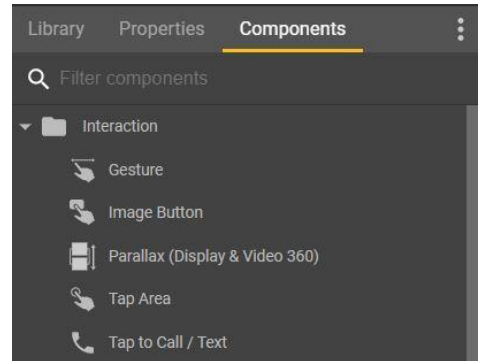 Library Properties Components
Filter components
Interaction
Gesture
Image Button
Parallax (Display & Video 360)
Tap Area
Tap to Call / Text